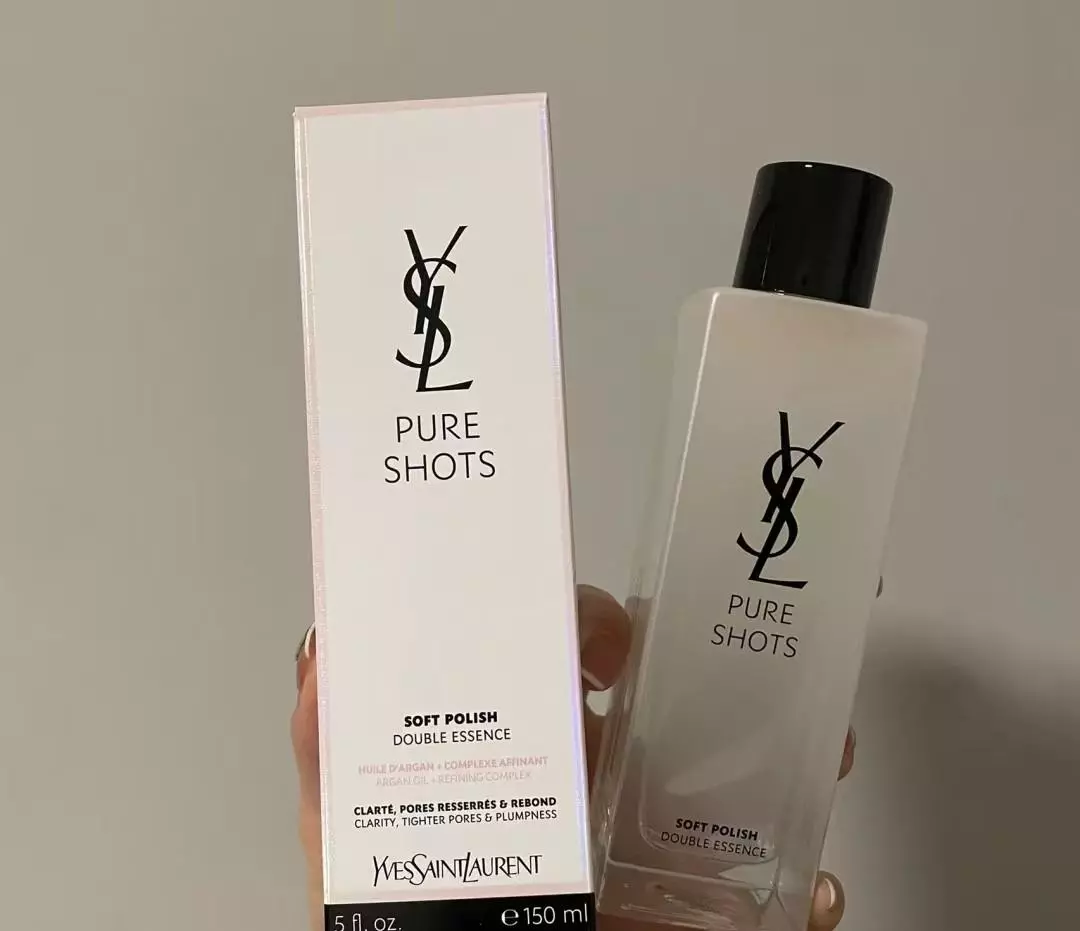 YSL
PURE
SHOTS
SOFT POLISH
DOUBLE ESSENCE
HUILE D'ARGAN + COMPLEXE AFFINANT
ARGAN OIL + REFINING COMPLEX
CLARTÉ, PORES RESSERRÉS & REBOND
CLARITY, TIGHTER PORES & PLUMPNESS
YVESSAINTLAURENT
5 fl. oz. ℮ 150 ml
YSL
PURE
SHOTS
SOFT POLISH
DOUBLE ESSENCE